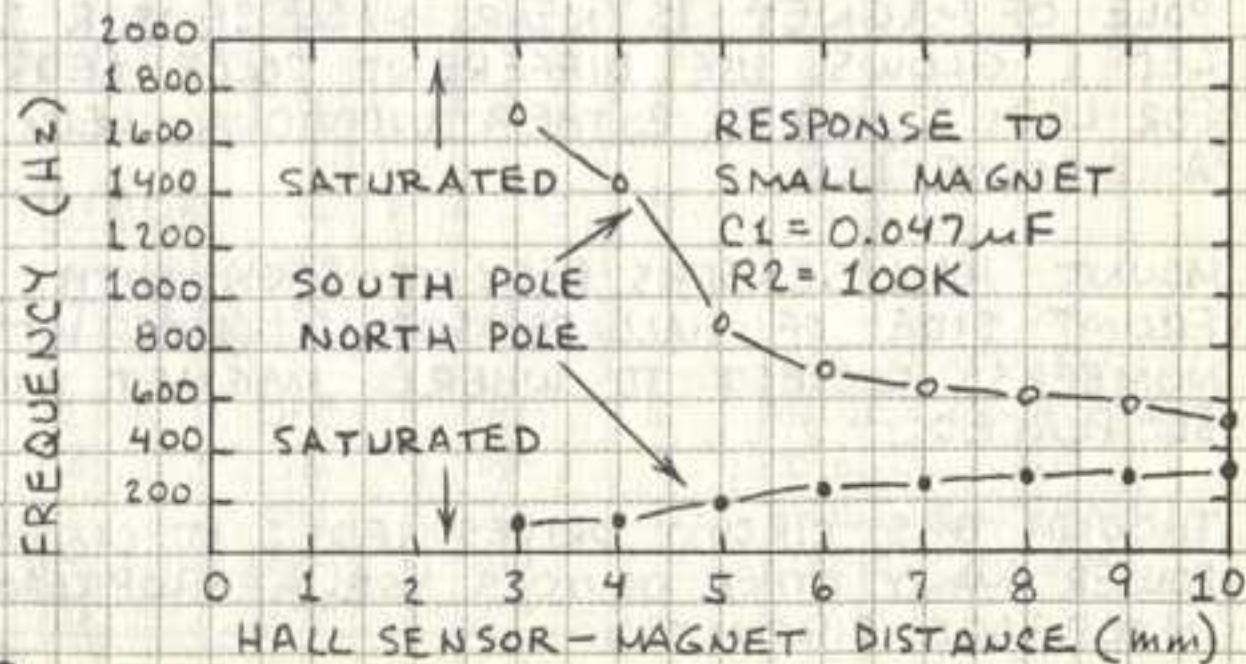 2000
1800
1600
1400
1200
1000
800
600
400
200
FREQUENCY (Hz)
SATURATED
RESPONSE TO
SMALL MAGNET
C1 = 0.047μF
R2 = 100K
SOUTH POLE
NORTH POLE
SATURATED
0 1 2 3 4 5 6 7 8 9 10
HALL SENSOR - MAGNET DISTANCE (mm)